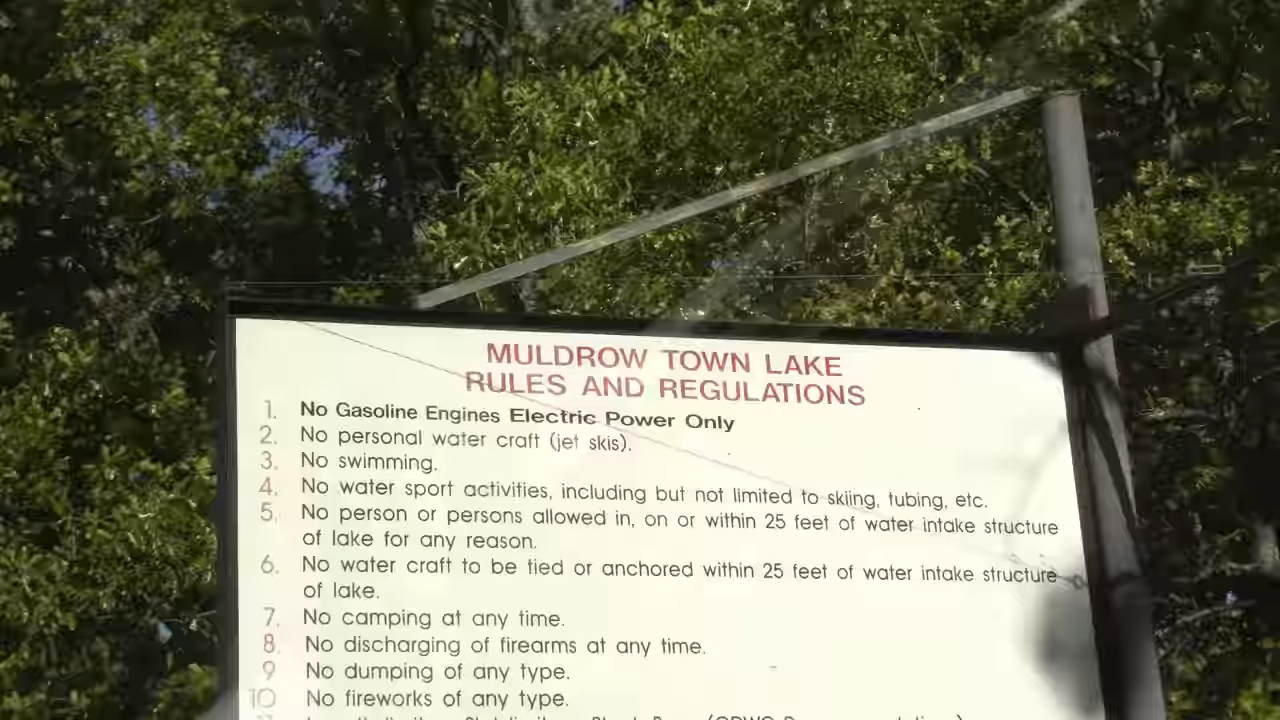 MULDROW TOWN LAKE
RULES AND REGULATIONS
1. No Gasoline Engines Electric Power Only
2. No personal water craft (jet skis).
3. No swimming.
4. No water sport activities, including but not limited to skiing, tubing, etc.
5. No person or persons allowed in, on or within 25 feet of water intake structure
of lake for any reason.
6. No water craft to be tied or anchored within 25 feet of water intake structure
of lake.
7. No camping at any time.
8. No discharging of firearms at any time.
9 No dumping of any type.
10 No fireworks of any type.